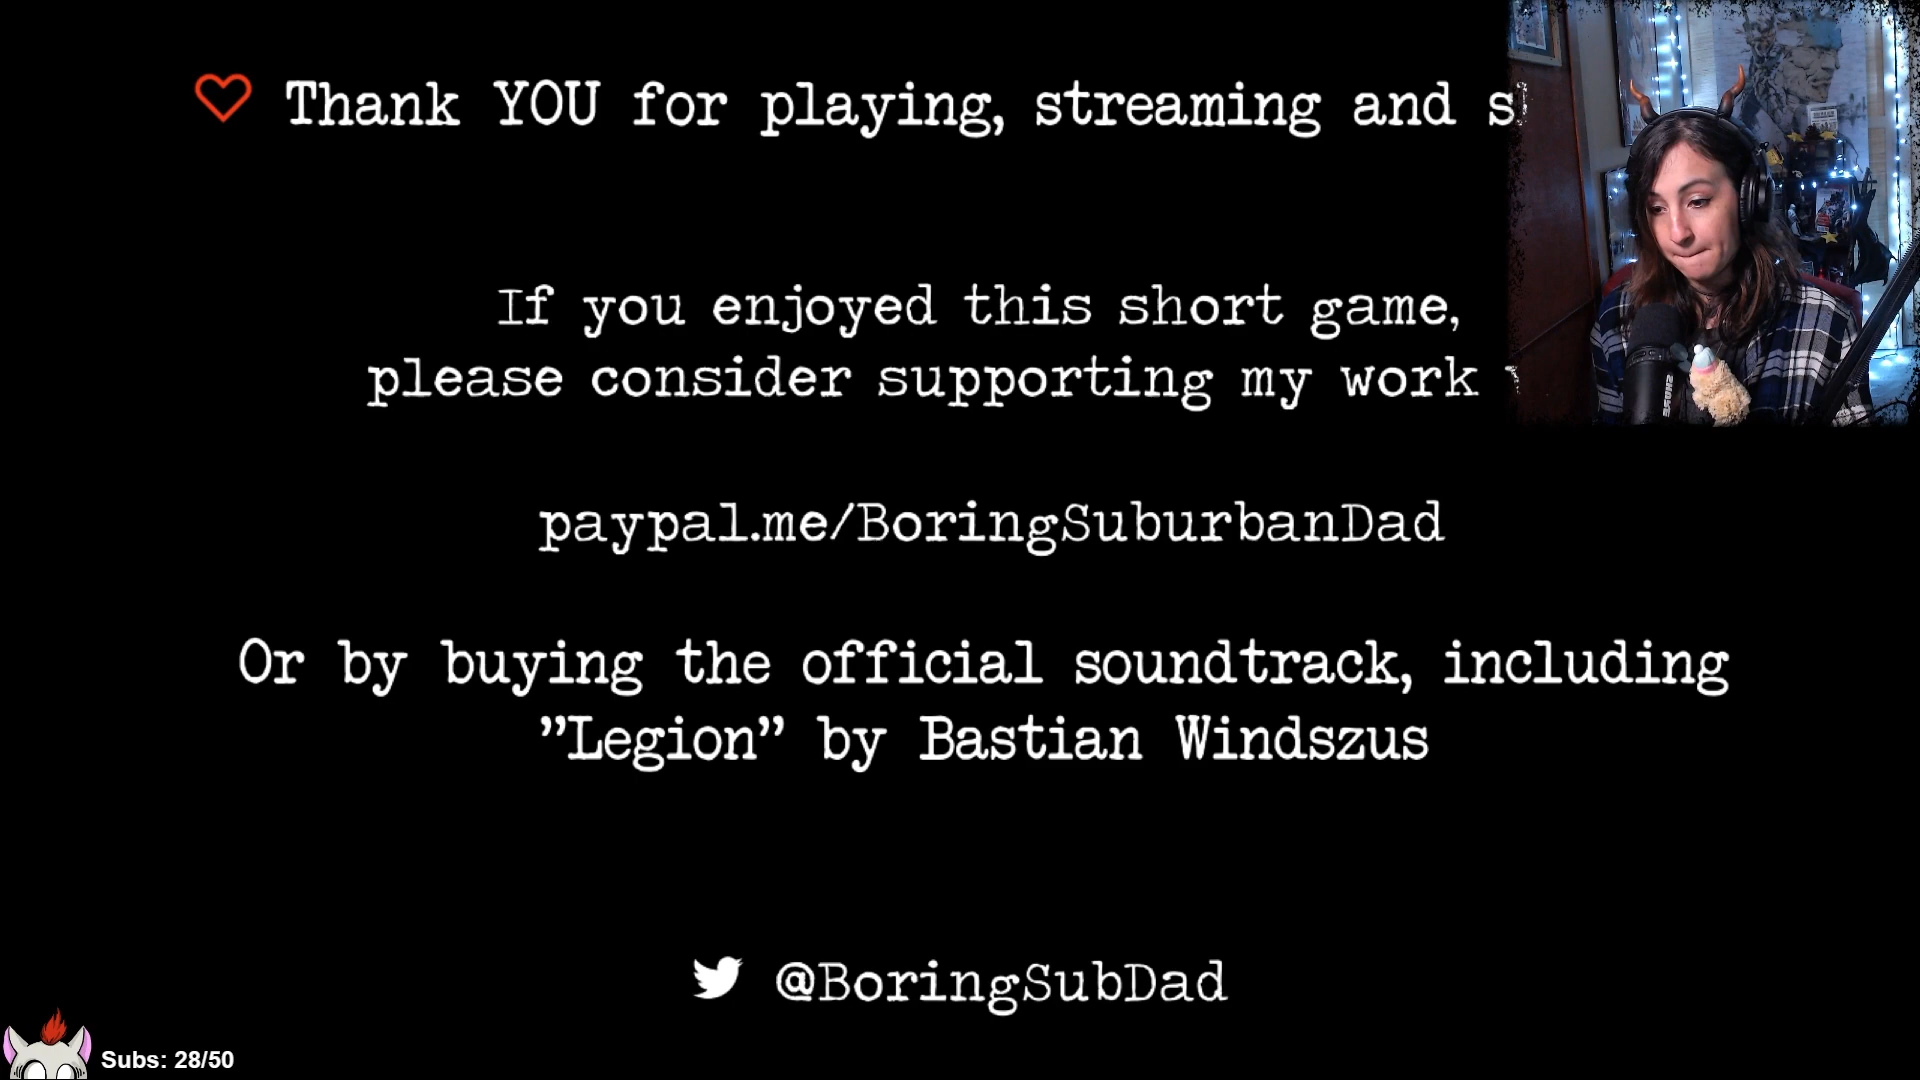 Thank YOU for playing, streaming and
If you enjoyed this short game,
please consider supporting my work
paypal.me/BoringSuburbanDad
Or by buying the official soundtrack, including
”Legion” by Bastian Windszus
@BoringSubDad
Subs: 28/50
SHURE